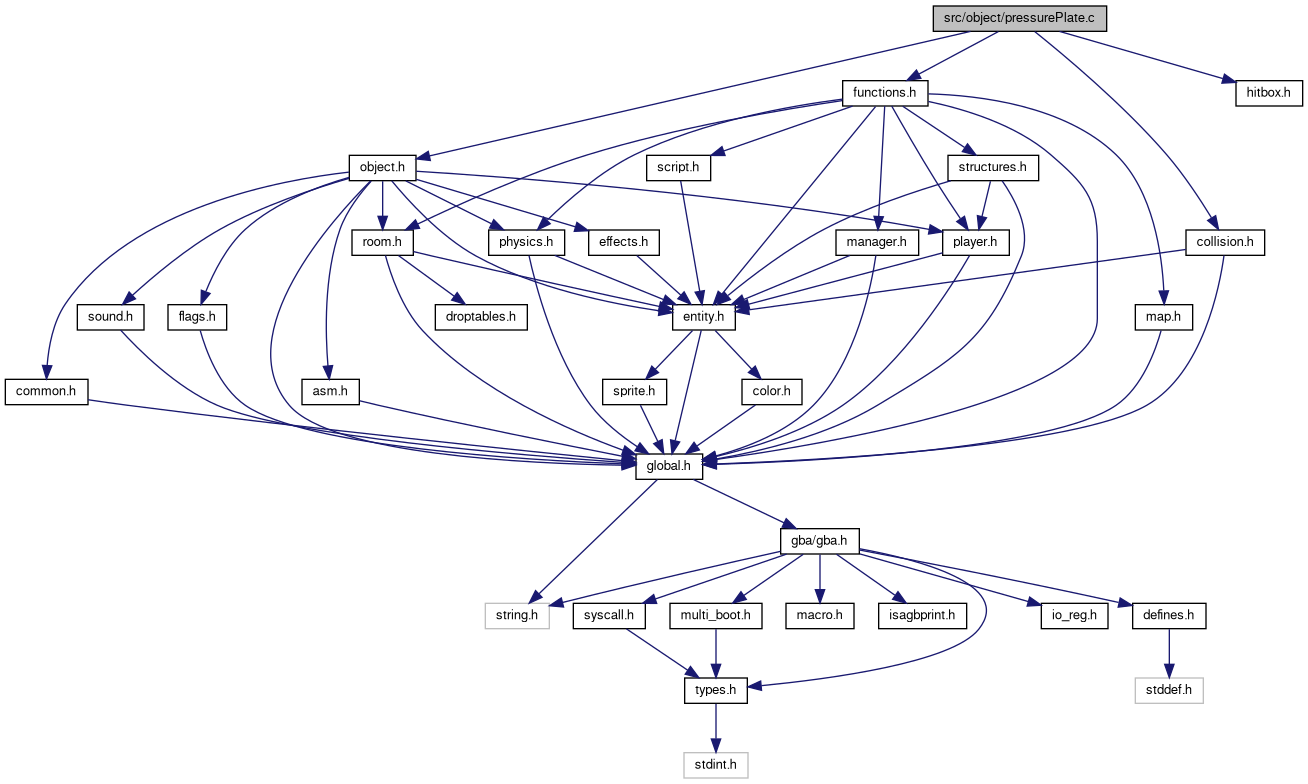 src/object/pressurePlate.c
functions.h
hitbox.h
object.h
script.h
structures.h
room.h
physics.h
effects.h
manager.h
player.h
collision.h
sound.h
flags.h
droptables.h
entity.h
map.h
common.h
asm.h
sprite.h
color.h
global.h
gba/gba.h
string.h
syscall.h
multi_boot.h
macro.h
isagbprint.h
io_reg.h
defines.h
types.h
stddef.h
stdint.h